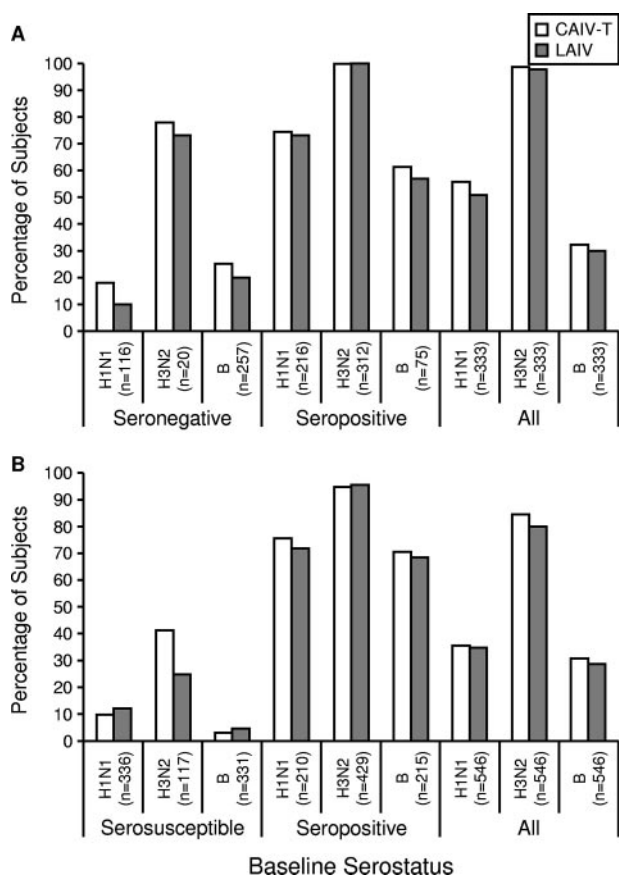 A
CAIV-T
LAIV
Percentage of Subjects
100
90
80
70
60
50
40
30
20
10
0
H1N1
(n=116)
H3N2
(n=20)
B
(n=257)
H1N1
(n=216)
H3N2
(n=312)
B
(n=75)
H1N1
(n=333)
H3N2
(n=333)
B
(n=333)
Seronegative
Seropositive
All
B
Percentage of Subjects
100
90
80
70
60
50
40
30
20
10
0
H1N1
(n=336)
H3N2
(n=117)
B
(n=331)
H1N1
(n=210)
H3N2
(n=429)
B
(n=215)
H1N1
(n=546)
H3N2
(n=546)
B
(n=546)
Serosusceptible
Seropositive
All
Baseline Serostatus